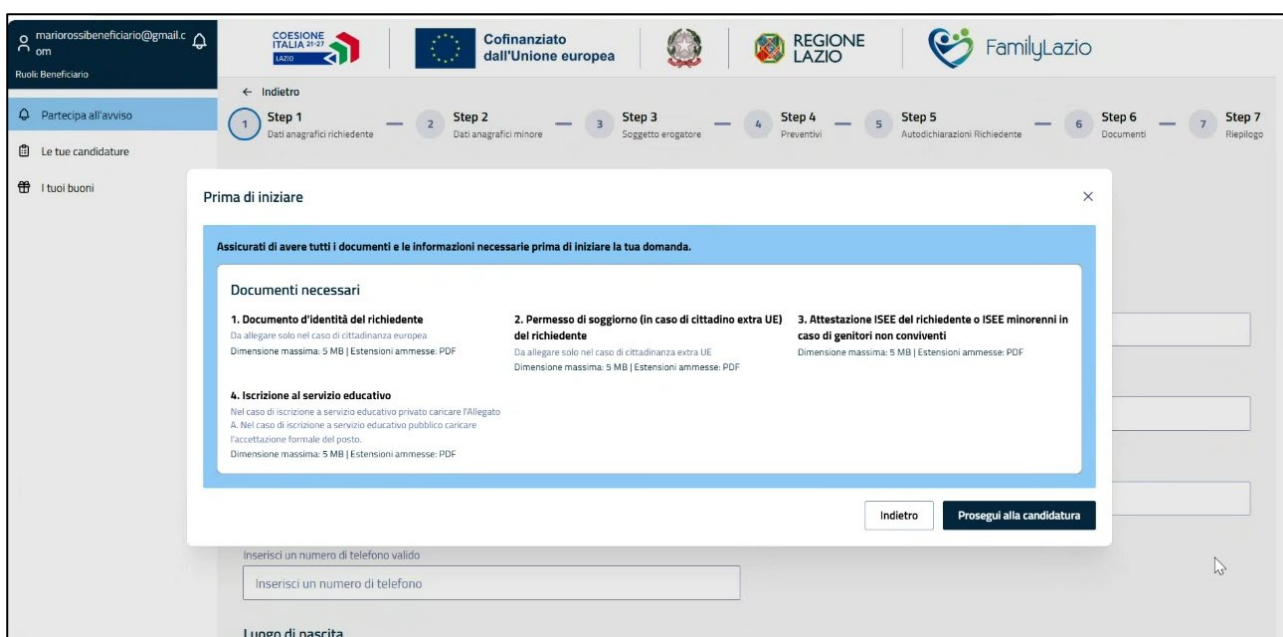 mariorossibeneficiario@gmail.c
om
Ruoli: Beneficiario
Partecipa all'avviso
Le tue candidature
I tuoi buoni
COESIONE
ITALIA 21-27
LAZIO
Cofinanziato
dall'Unione europea
REGIONE
LAZIO
FamilyLazio
← Indietro
1 Step 1
Dati anagrafici richiedente
2 Step 2
Dati anagrafici minore
3 Step 3
Soggetto erogatore
4 Step 4
Preventivi
5 Step 5
Autodichiarazioni Richiedente
6 Step 6
Documenti
7 Step 7
Riepilogo
Prima di iniziare
Assicurati di avere tutti i documenti e le informazioni necessarie prima di iniziare la tua domanda.
Documenti necessari
1. Documento d'identità del richiedente
Da allegare solo nel caso di cittadinanza europea
Dimensione massima: 5 MB | Estensioni ammesse: PDF
2. Permesso di soggiorno (in caso di cittadino extra UE)
del richiedente
Da allegare solo nel caso di cittadinanza extra UE
Dimensione massima: 5 MB | Estensioni ammesse: PDF
3. Attestazione ISEE del richiedente o ISEE minorenni in
caso di genitori non conviventi
Dimensione massima: 5 MB | Estensioni ammesse: PDF
4. Iscrizione al servizio educativo
Nel caso di iscrizione a servizio educativo privato caricare l'Allegato
A. Nel caso di iscrizione a servizio educativo pubblico caricare
l'accettazione formale del posto.
Dimensione massima: 5 MB | Estensioni ammesse: PDF
Indietro
Prosegui alla candidatura
Inserisci un numero di telefono valido
Inserisci un numero di telefono
Luogo di nascita